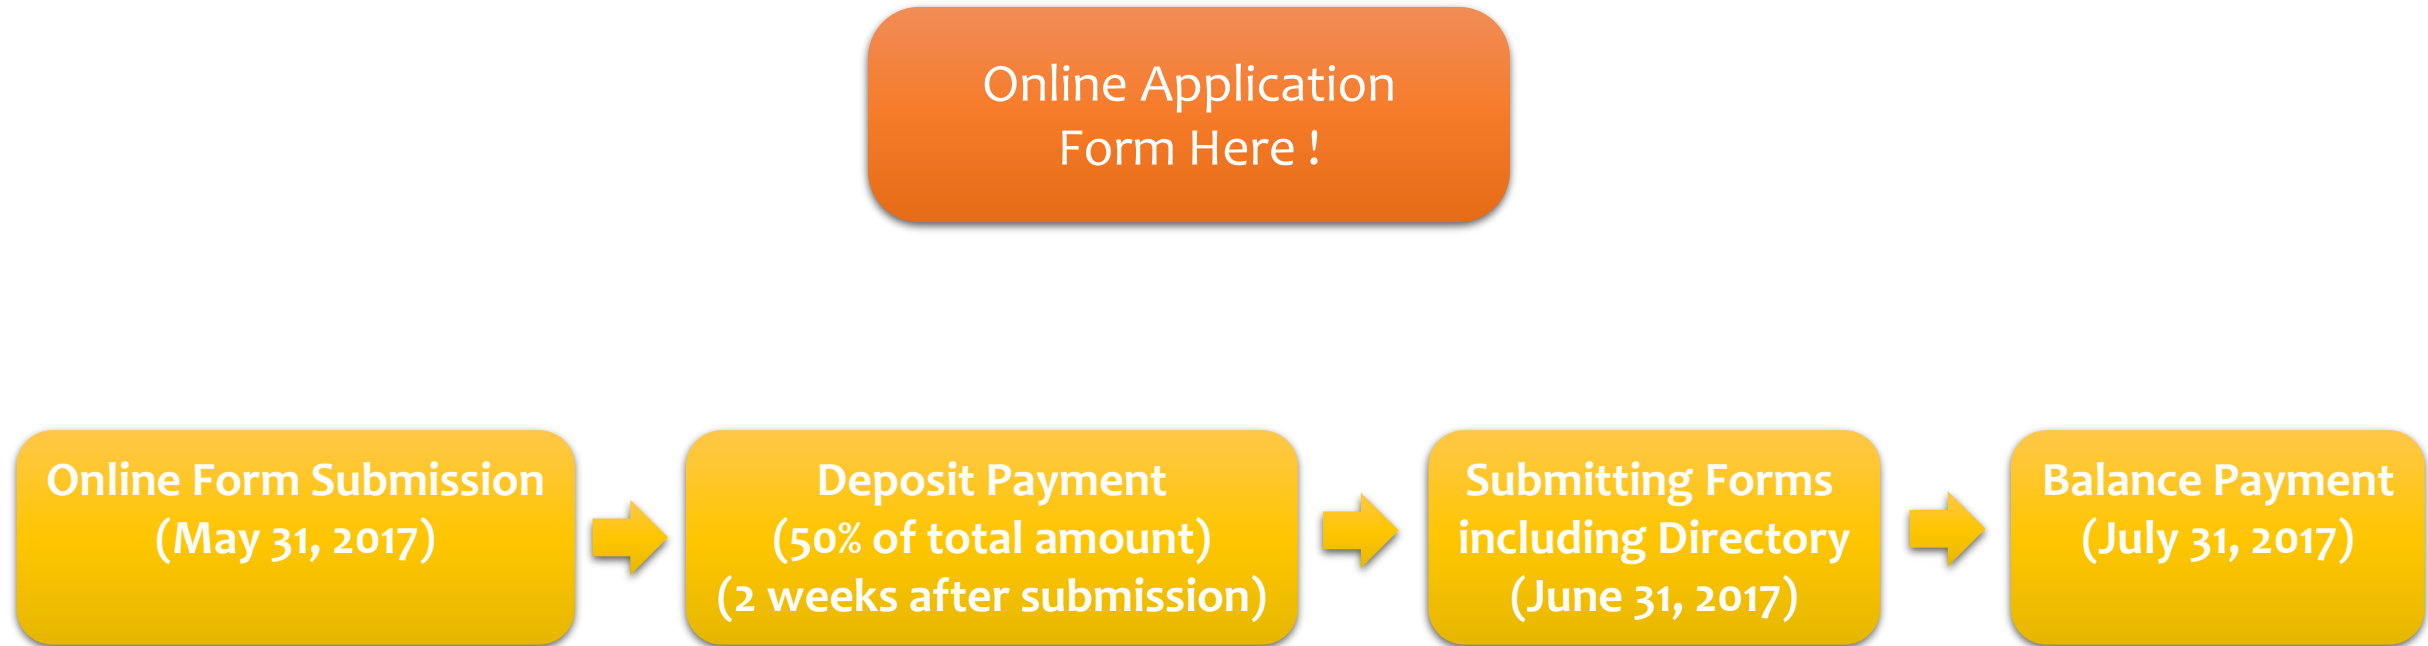 Online Application
Form Here !
Online Form Submission
(May 31, 2017)
Deposit Payment
(50% of total amount)
(2 weeks after submission)
Submitting Forms
including Directory
(June 31, 2017)
Balance Payment
(July 31, 2017)